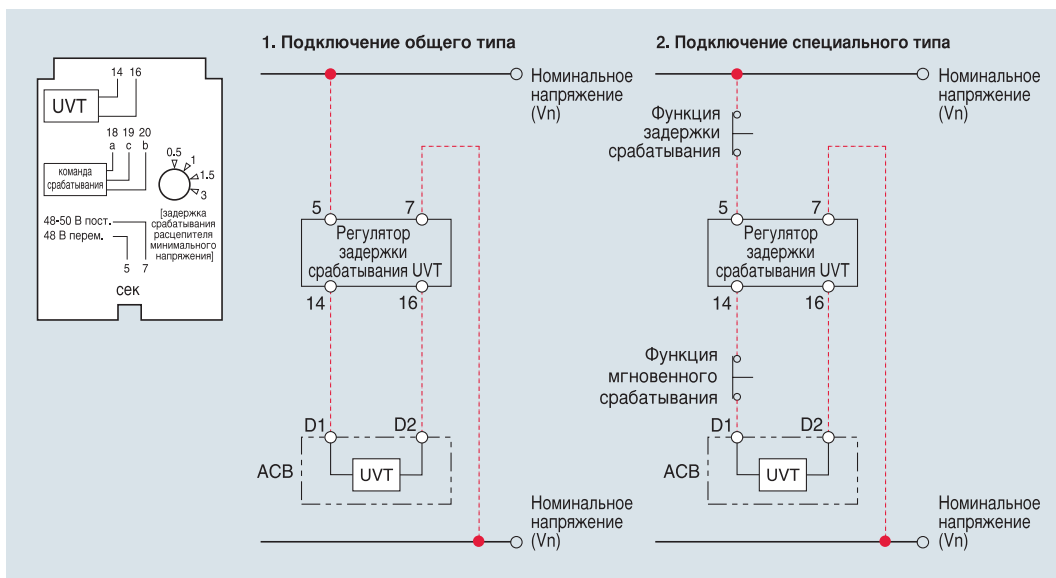 14 16
UVT
18 19 20
a c b
команда
срабатывания
0.5
1
1.5
3
48-50 В пост.
48 В перем.
[задержка
срабатывания
расцепителя
минимального
напряжения]
5 7
сек
1. Подключение общего типа
Номинальное
напряжение
(Vn)
5 7
Регулятор
задержки
срабатывания UVT
14 16
D1 D2
ACB
UVT
Номинальное
напряжение
(Vn)
2. Подключение специального типа
Номинальное
напряжение
(Vn)
Функция
задержки
срабатывания
5 7
Регулятор
задержки
срабатывания UVT
14 16
Функция
мгновенного
срабатывания
D1 D2
ACB
UVT
Номинальное
напряжение
(Vn)